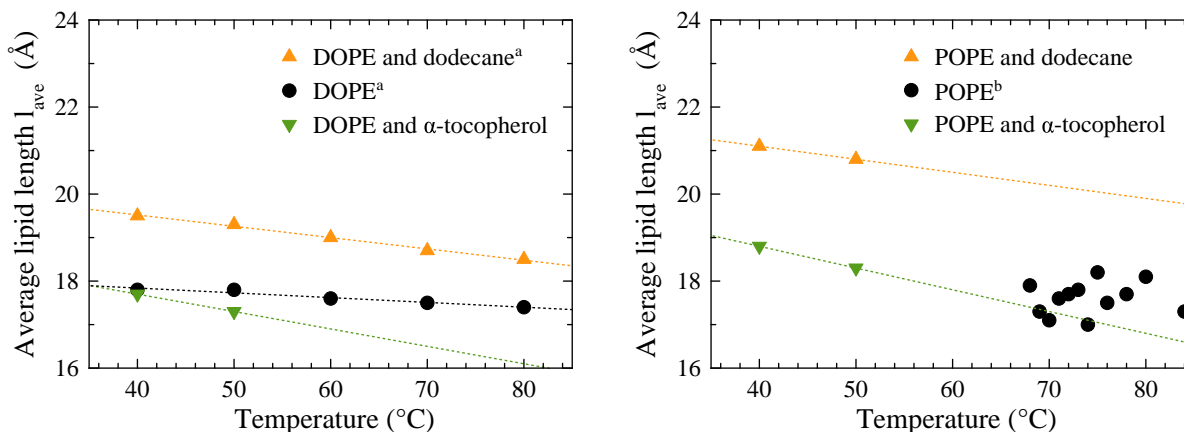 24
22
20
18
16
40
50
60
70
80
Average lipid length l_ave (Å)
Temperature (°C)
DOPE and dodecane^a
DOPE^a
DOPE and α-tocopherol
24
22
20
18
16
40
50
60
70
80
Average lipid length l_ave (Å)
Temperature (°C)
POPE and dodecane
POPE^b
POPE and α-tocopherol